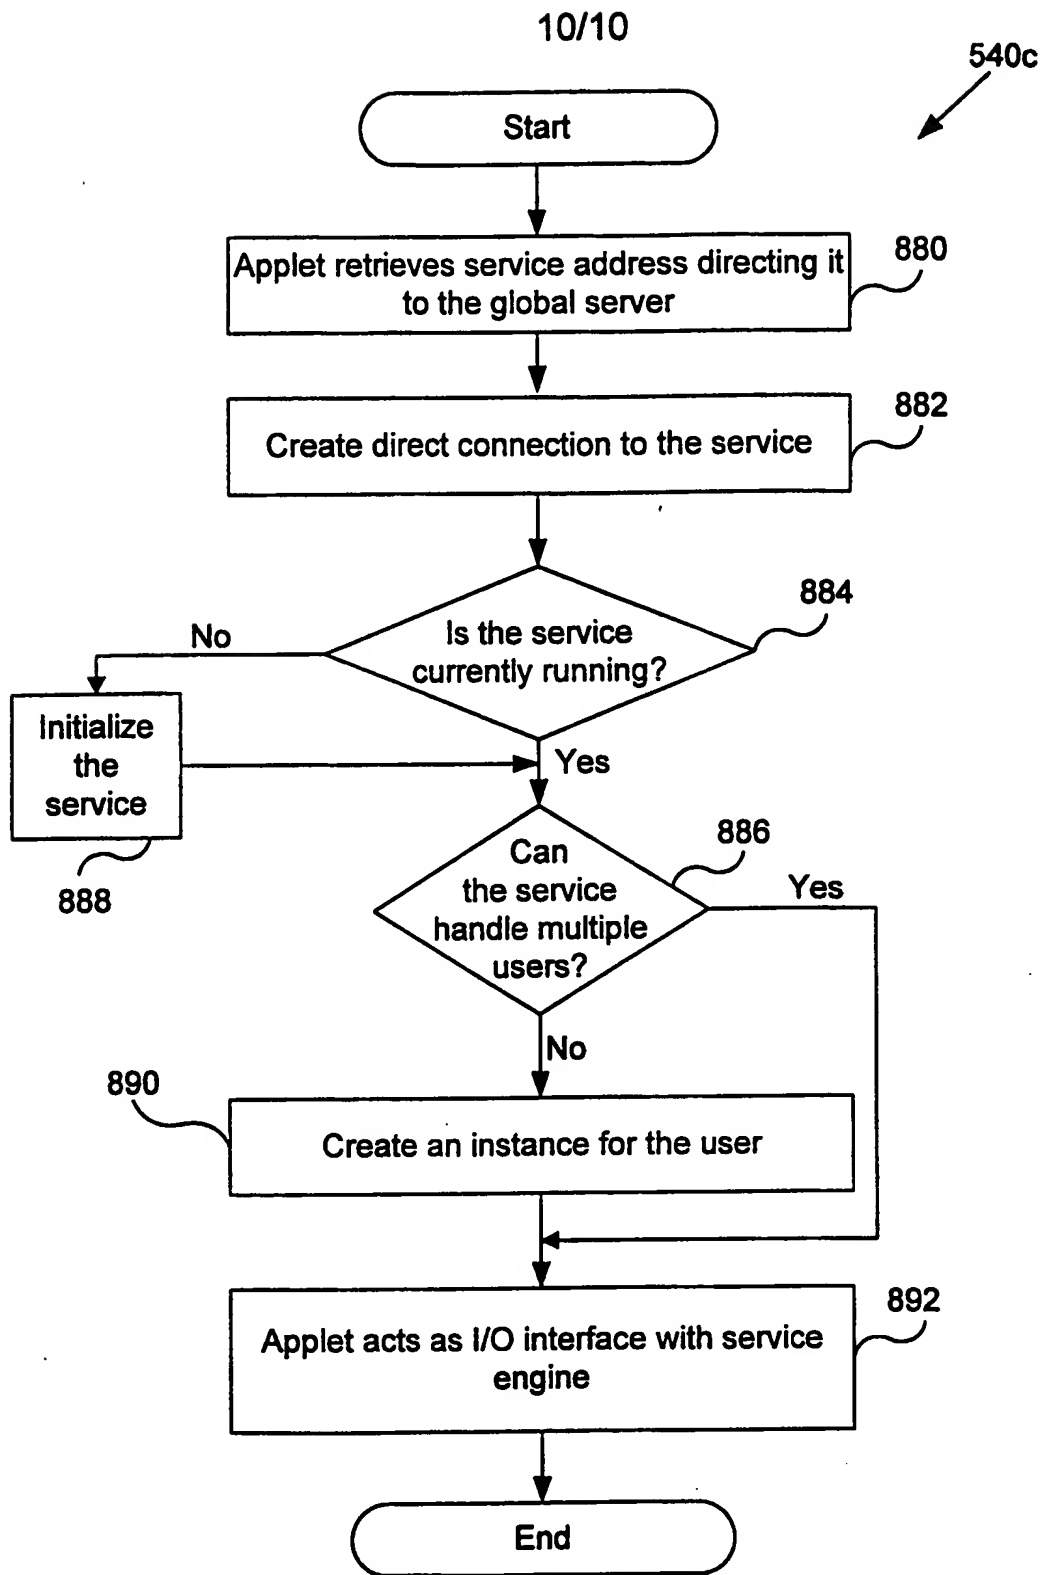 10/10
540c
Start
Applet retrieves service address directing it
to the global server
880
Create direct connection to the service
882
Is the service
currently running?
884
No
Initialize
the
service
888
Yes
Can
the service
handle multiple
users?
886
Yes
No
890
Create an instance for the user
Applet acts as I/O interface with service
engine
892
End